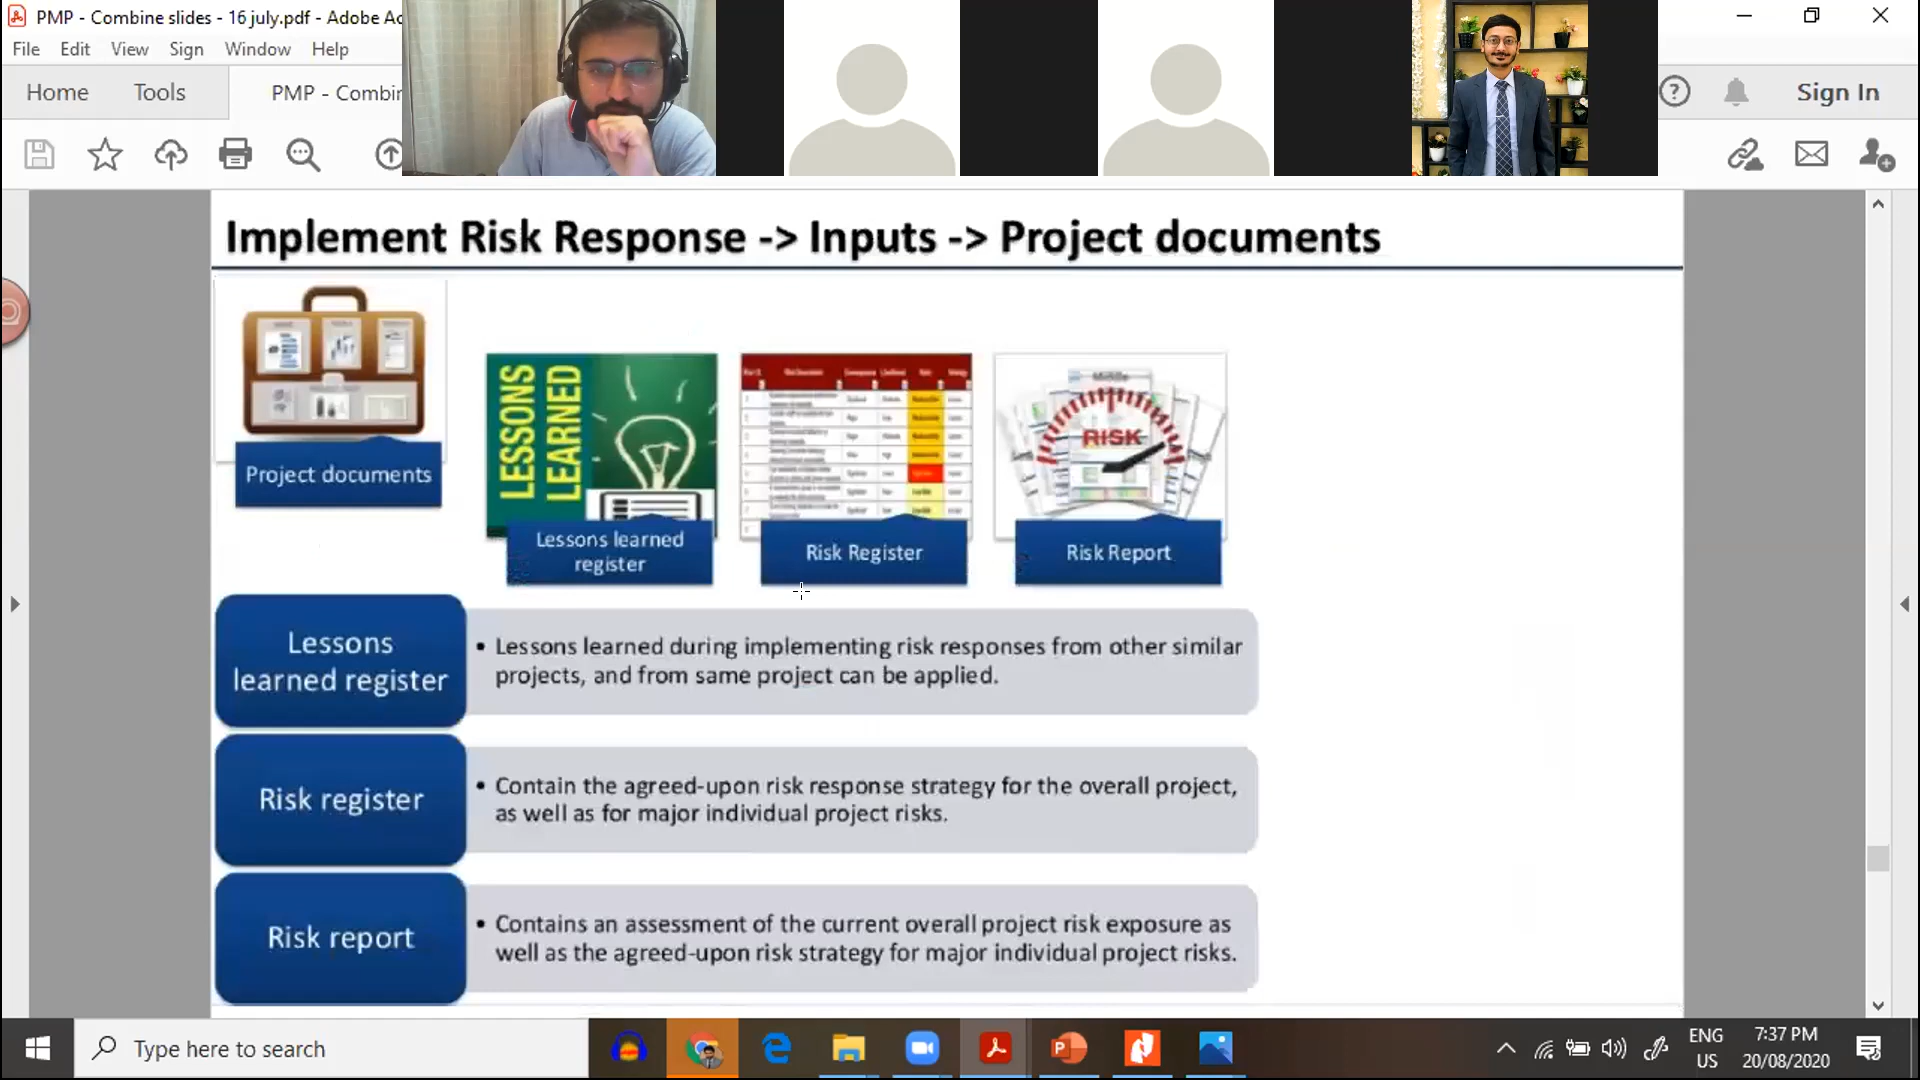 PMP - Combine slides - 16 july.pdf - Adobe Ac
File Edit View Sign Window Help
Home Tools PMP - Combin
Sign In
Implement Risk Response -> Inputs -> Project documents
Project documents
LESSONS
LEARNED
RISK
Lessons learned
register
Risk Register
Risk Report
Lessons
learned register
• Lessons learned during implementing risk responses from other similar
projects, and from same project can be applied.
Risk register
• Contain the agreed-upon risk response strategy for the overall project,
as well as for major individual project risks.
Risk report
• Contains an assessment of the current overall project risk exposure as
well as the agreed-upon risk strategy for major individual project risks.
Type here to search
ENG
US
7:37 PM
20/08/2020